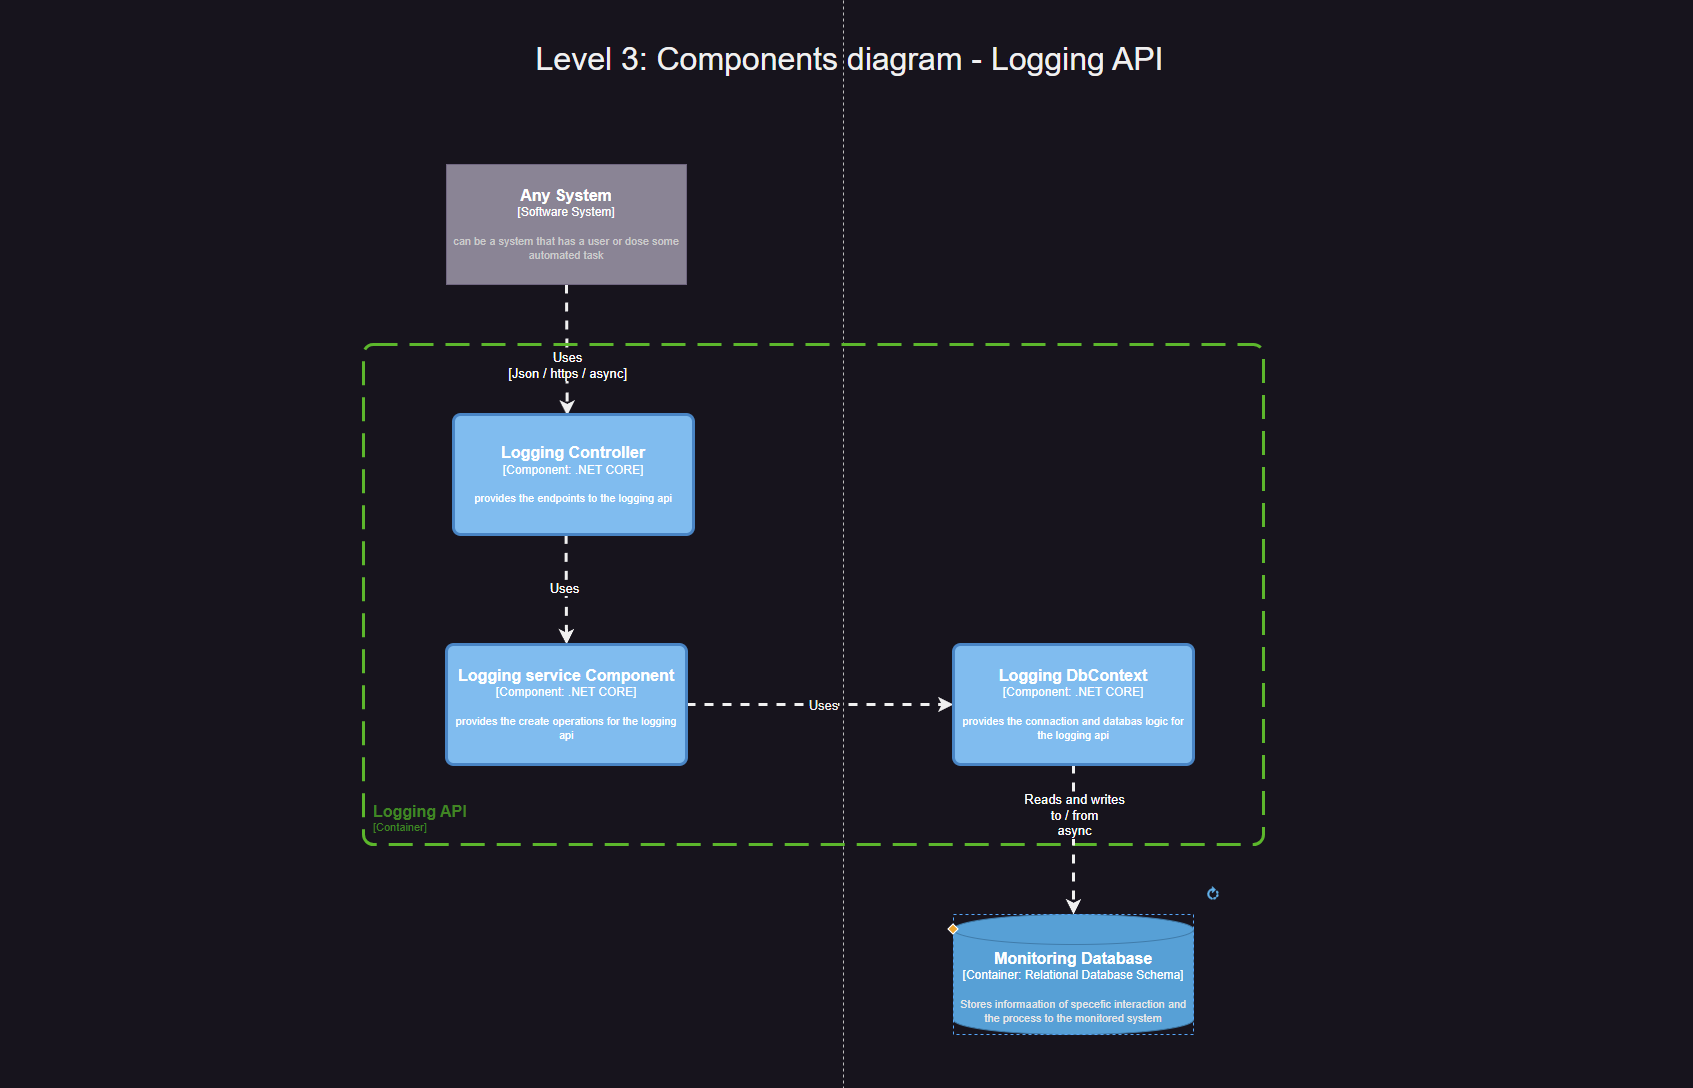 Level 3: Components diagram - Logging API
Any System
[Software System]
can be a system that has a user or dose some
automated task
Uses
[Json / https / async]
Logging Controller
[Component: .NET CORE]
provides the endpoints to the logging api
Uses
Logging service Component
[Component: .NET CORE]
provides the create operations for the logging
api
Uses
Logging DbContext
[Component: .NET CORE]
provides the connaction and databas logic for
the logging api
Reads and writes
to / from
async
Logging API
[Container]
Monitoring Database
[Container: Relational Database Schema]
Stores informaation of specefic interaction and
the process to the monitored system